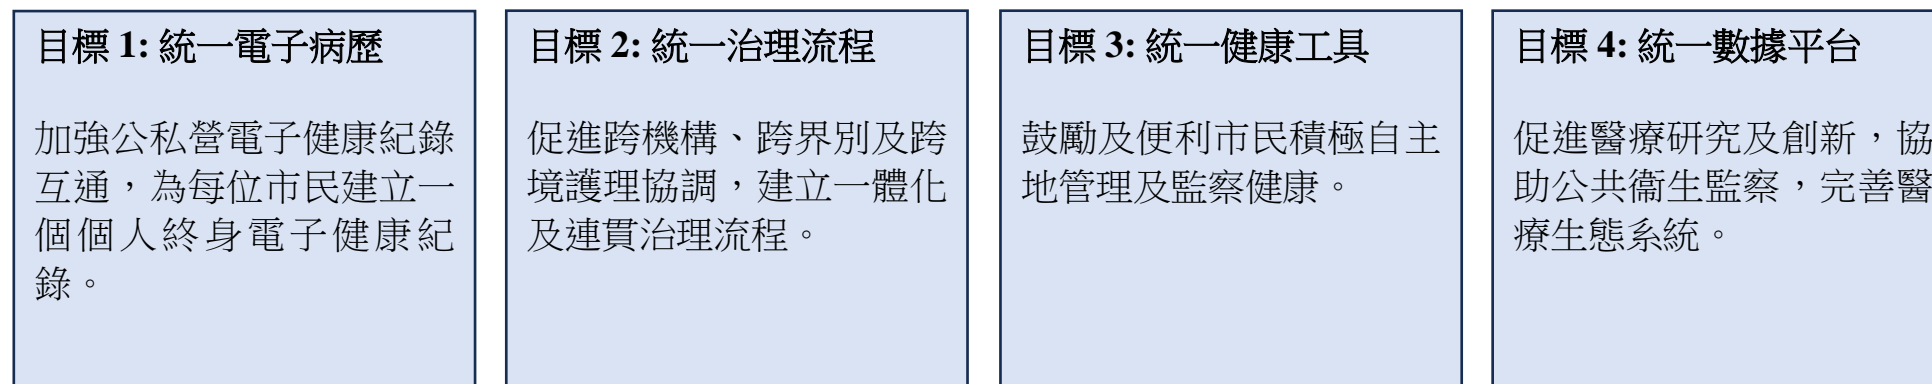 目標 1: 統一電子病歷
加強公私營電子健康紀錄
互通，為每位市民建立一
個個人終身電子健康紀
錄。
目標 2: 統一治理流程
促進跨機構、跨界別及跨
境護理協調，建立一體化
及連貫治理流程。
目標 3: 統一健康工具
鼓勵及便利市民積極自主
地管理及監察健康。
目標 4: 統一數據平台
促進醫療研究及創新，協
助公共衞生監察，完善醫
療生態系統。